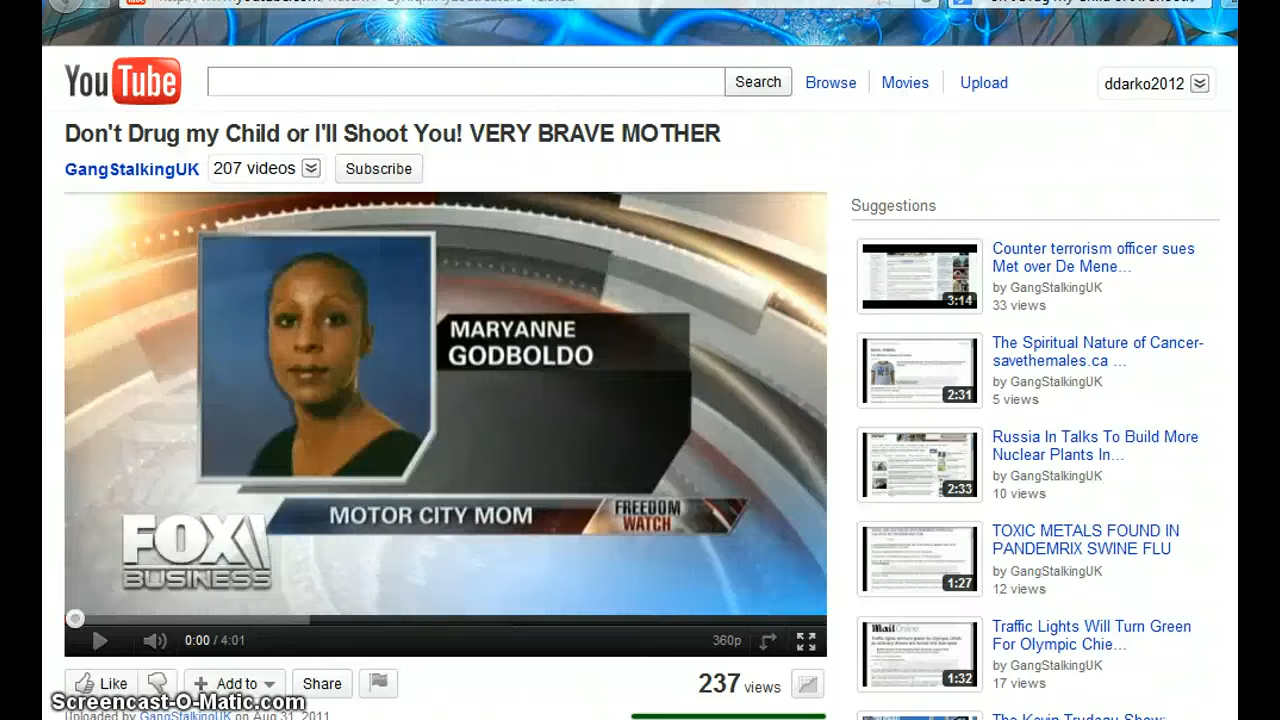 YouTube
Search
Browse
Movies
Upload
ddarko2012
Don't Drug my Child or I'll Shoot You! VERY BRAVE MOTHER
GangStalkingUK
207 videos
Subscribe
MARYANNE
GODBOLDO
MOTOR CITY MOM
FREEDOM
WATCH
FOX
BUSINESS
0:00 / 4:01
360p
Like
to
Share
237 views
Uploaded by GangStalkingUK on Aug 31, 2011
Screencast-O-Matic.com
Suggestions
Counter terrorism officer sues
Met over De Mene...
by GangStalkingUK
33 views
3:14
The Spiritual Nature of Cancer-
savethemales.ca ...
by GangStalkingUK
5 views
2:31
Russia In Talks To Build More
Nuclear Plants In...
by GangStalkingUK
10 views
2:33
TOXIC METALS FOUND IN
PANDEMRIX SWINE FLU
by GangStalkingUK
12 views
1:27
Traffic Lights Will Turn Green
For Olympic Chie...
by GangStalkingUK
17 views
Mail Online
1:32
The Kevin Trudeau Show: